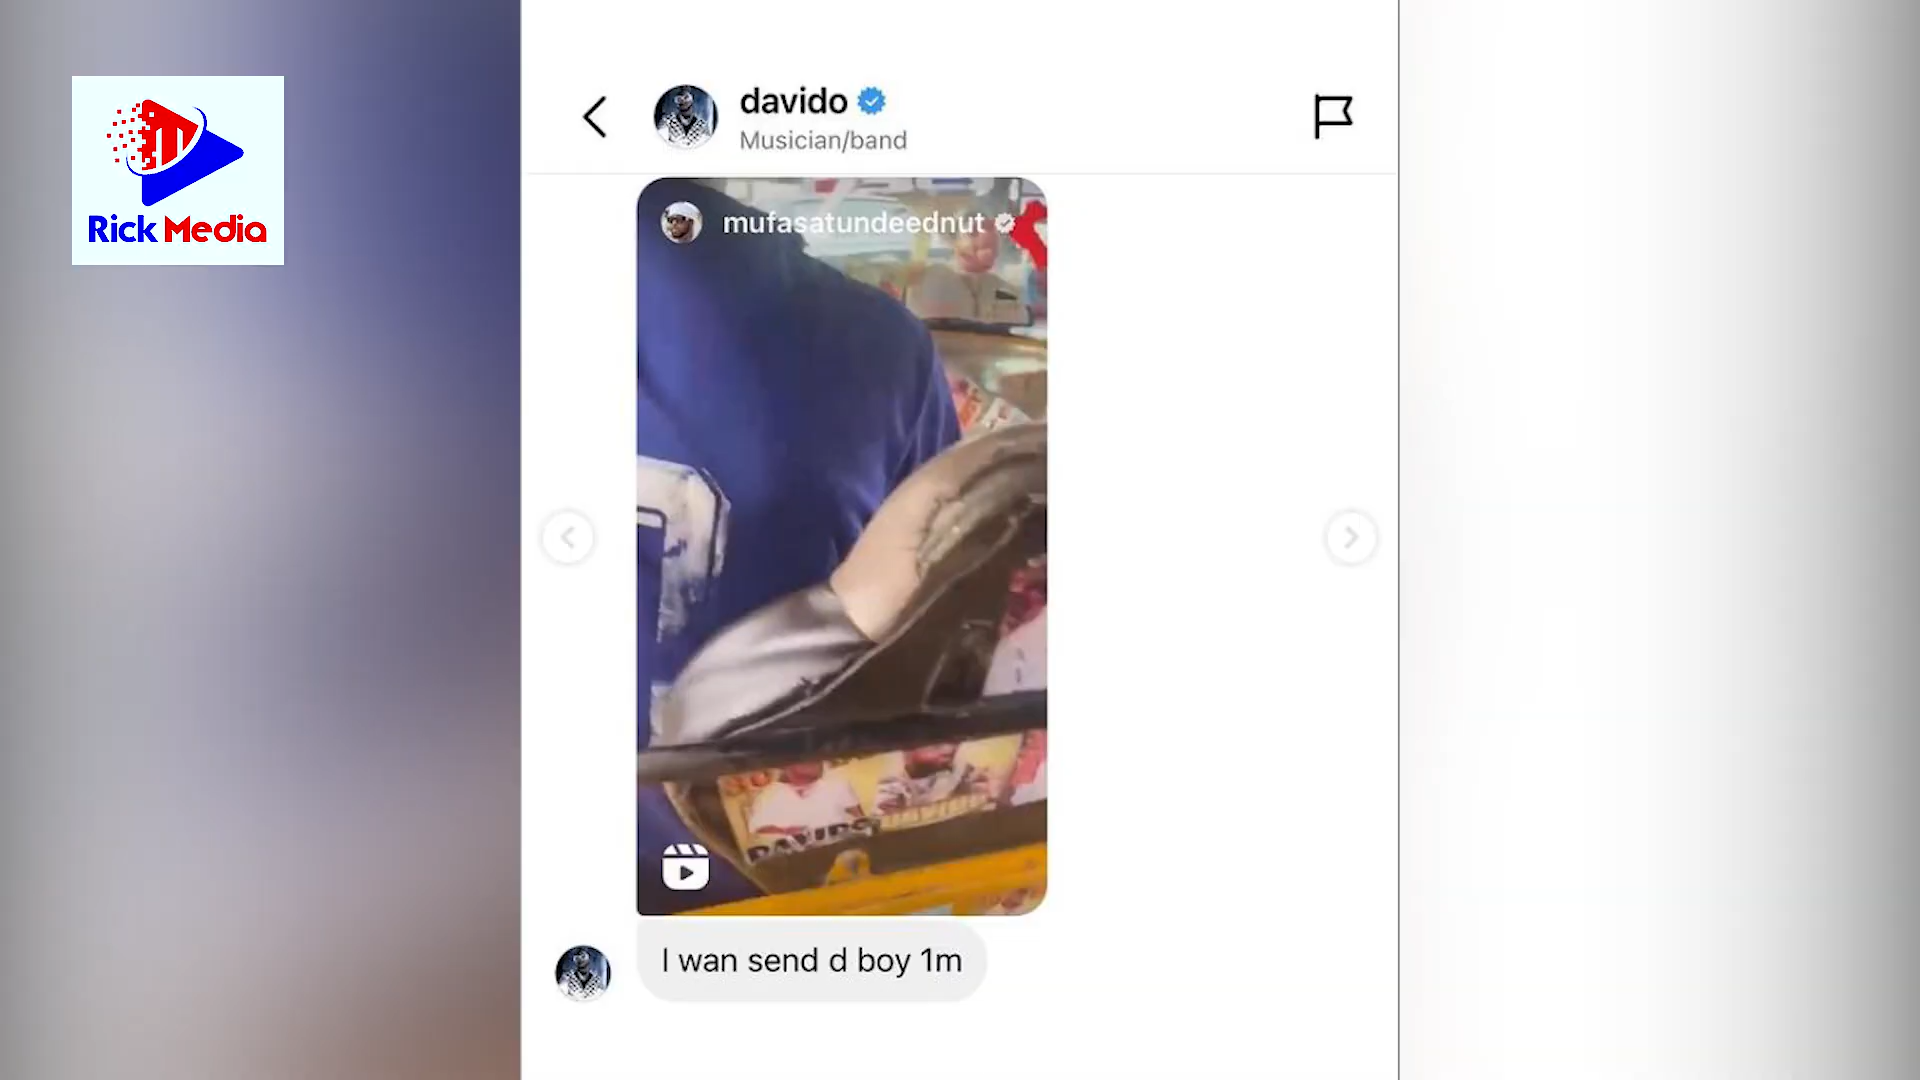 Rick Media
davido
Musician/band
mufasatundeednut
I wan send d boy 1m